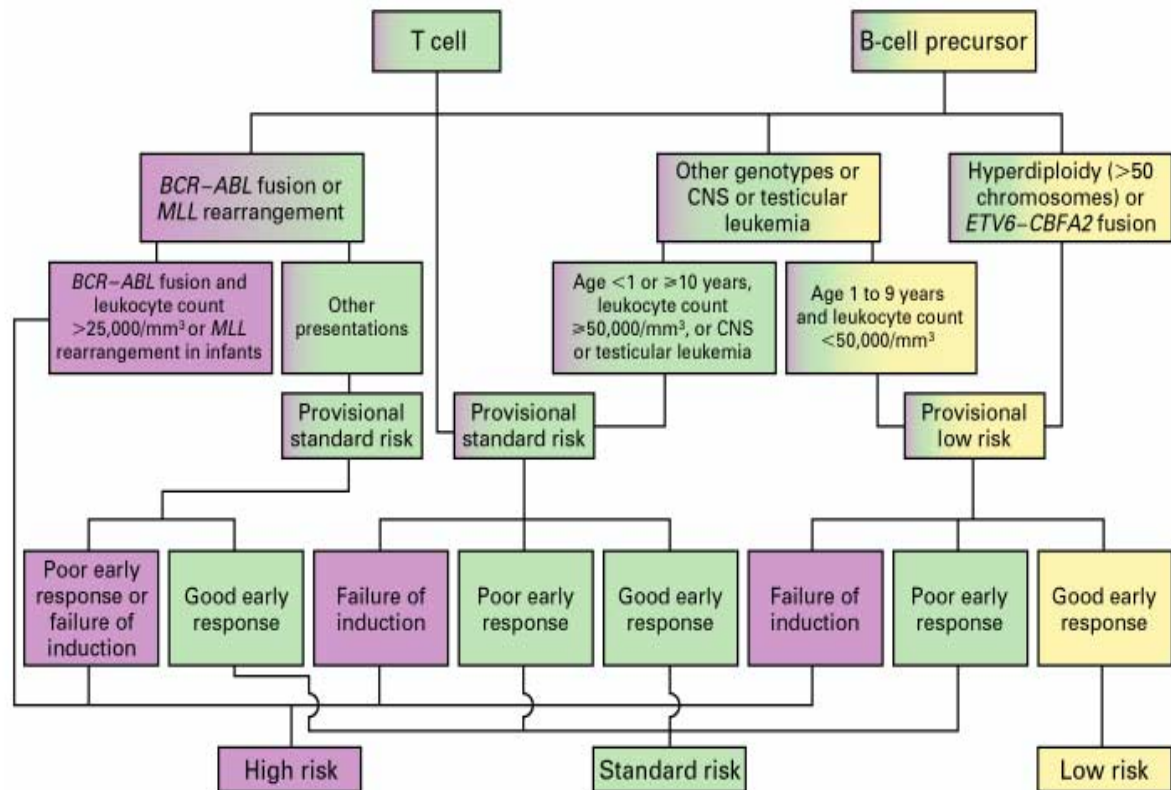 T cell
B-cell precursor
BCR–ABL fusion or
MLL rearrangement
Other genotypes or
CNS or testicular
leukemia
Hyperdiploidy (>50
chromosomes) or
ETV6–CBFA2 fusion
BCR–ABL fusion and
leukocyte count
>25,000/mm³ or MLL
rearrangement in infants
Other
presentations
Age <1 or ≥10 years,
leukocyte count
≥50,000/mm³, or CNS
or testicular leukemia
Age 1 to 9 years
and leukocyte count
<50,000/mm³
Provisional
standard risk
Provisional
standard risk
Provisional
low risk
Poor early
response or
failure of
induction
Good early
response
Failure of
induction
Poor early
response
Good early
response
Failure of
induction
Poor early
response
Good early
response
High risk
Standard risk
Low risk